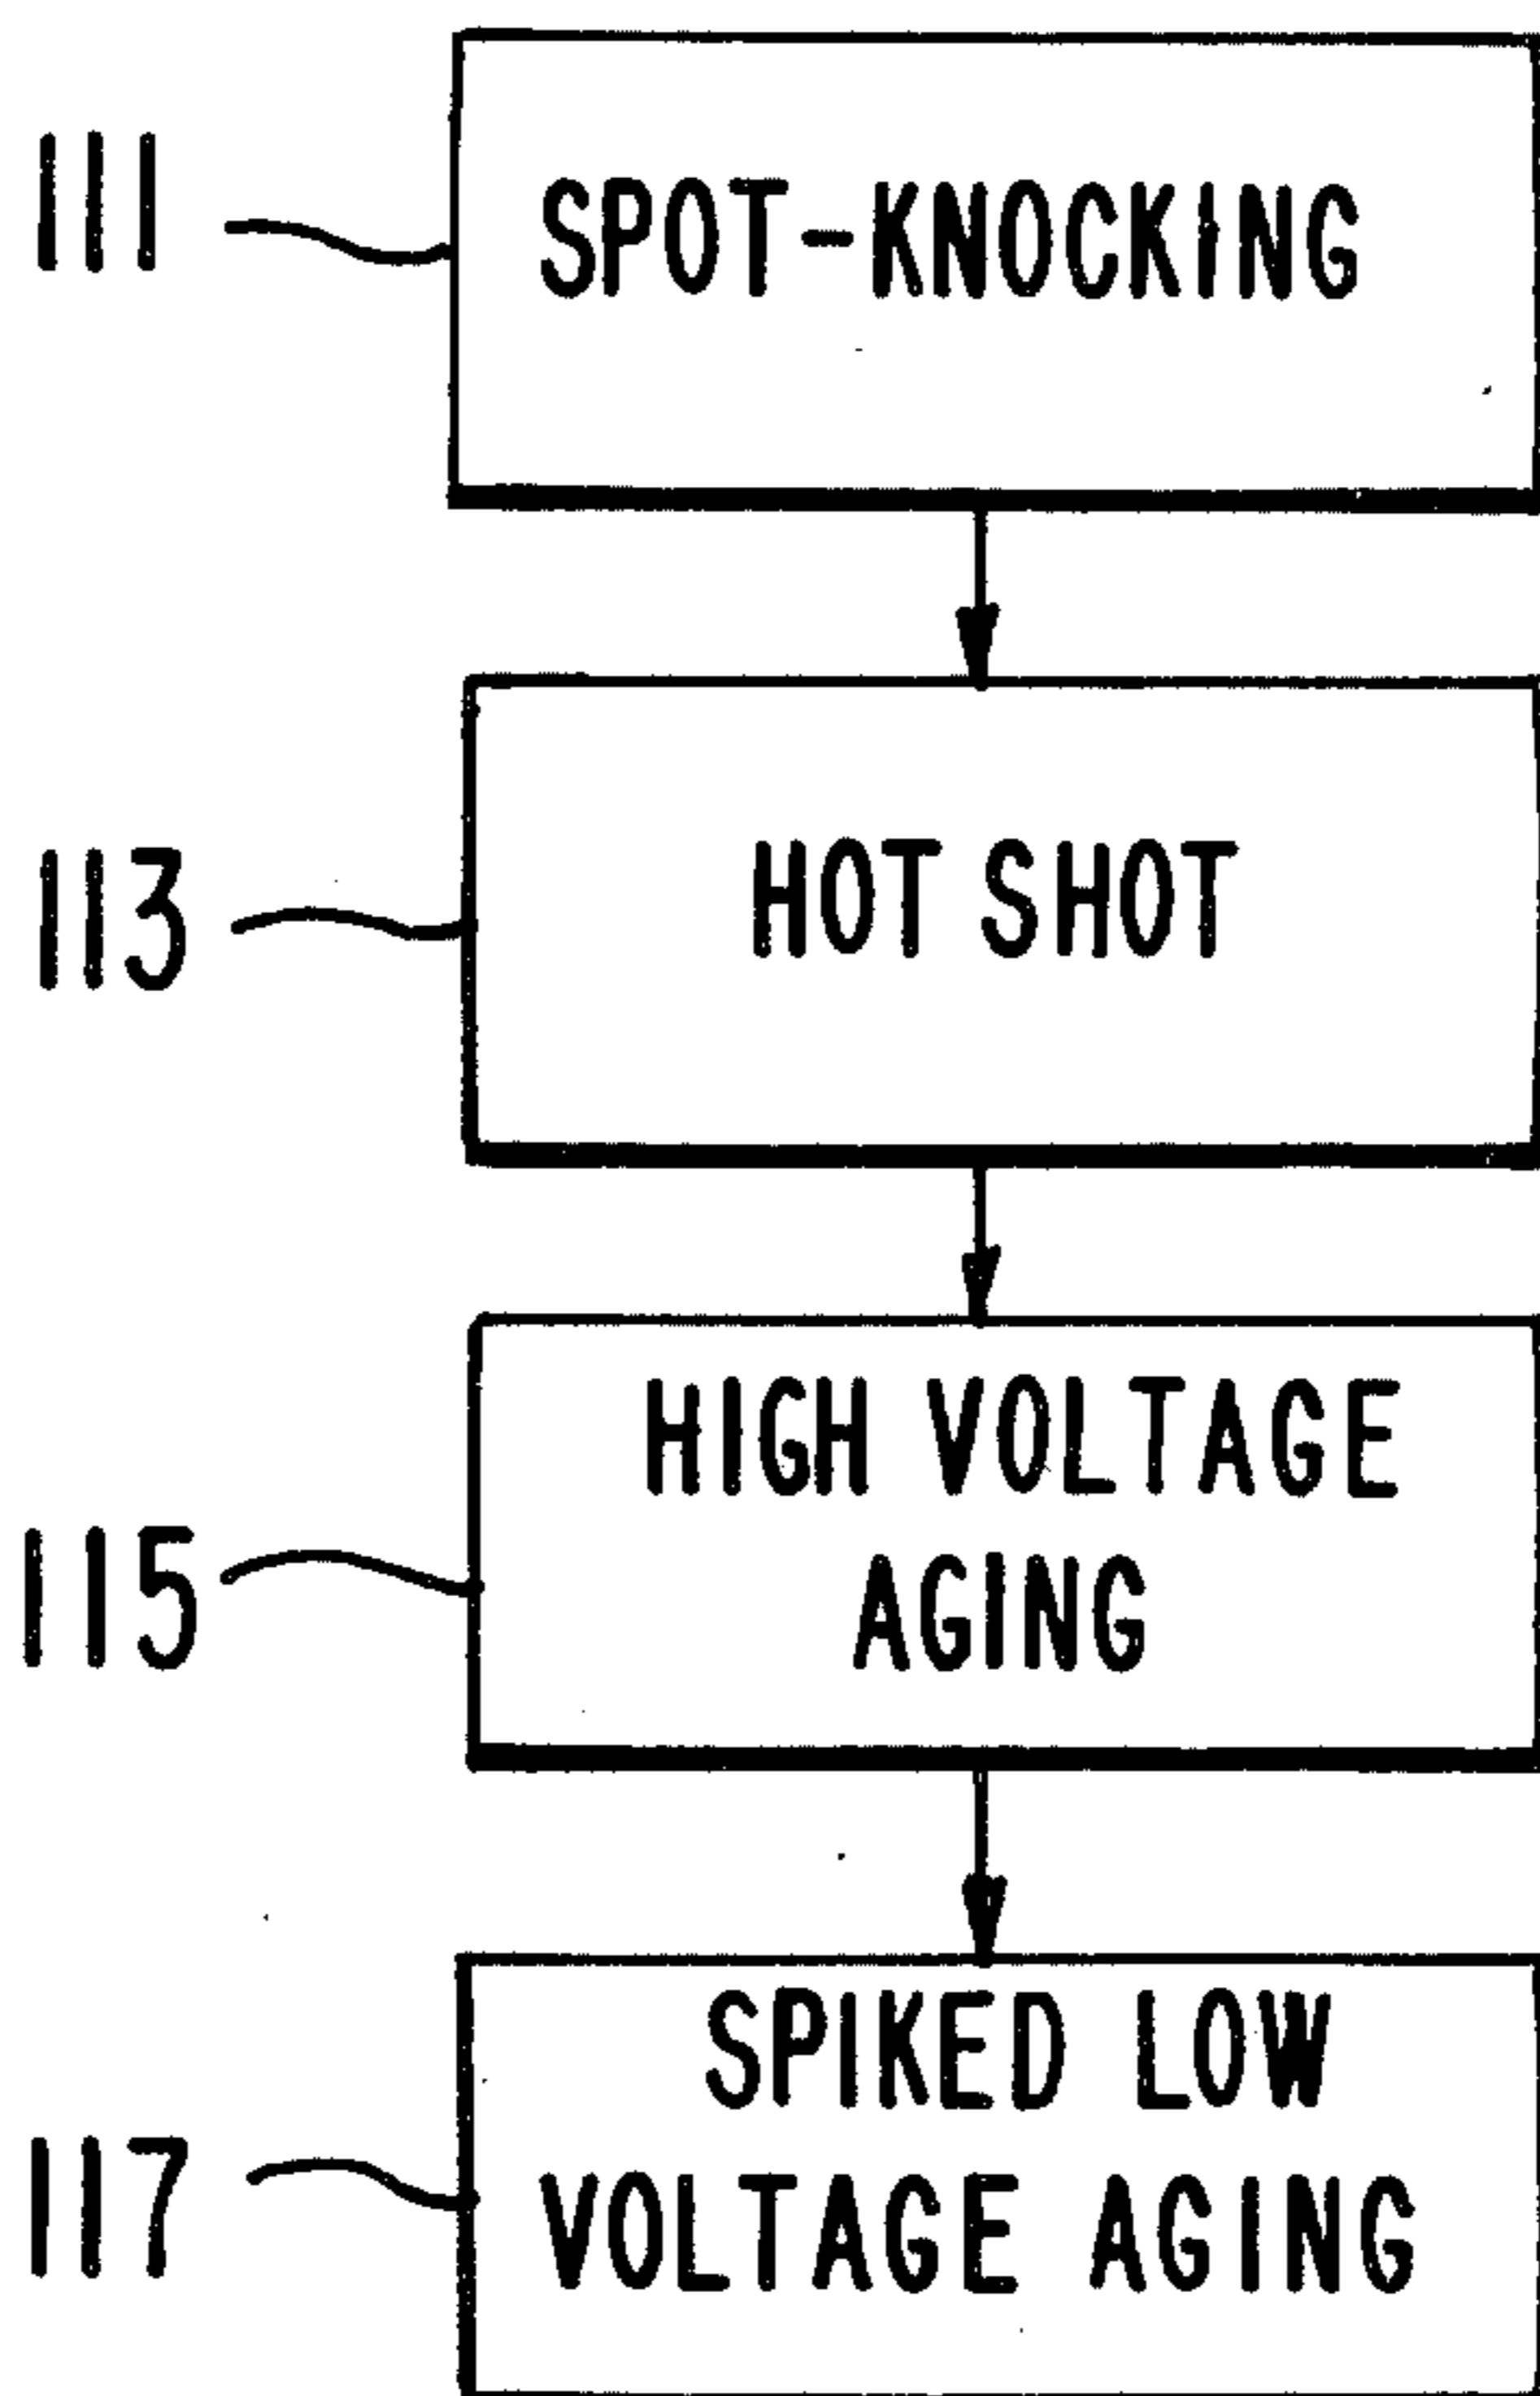 111
SPOT-KNOCKING
113
HOT SHOT
115
HIGH VOLTAGE
AGING
117
SPIKED LOW
VOLTAGE AGING